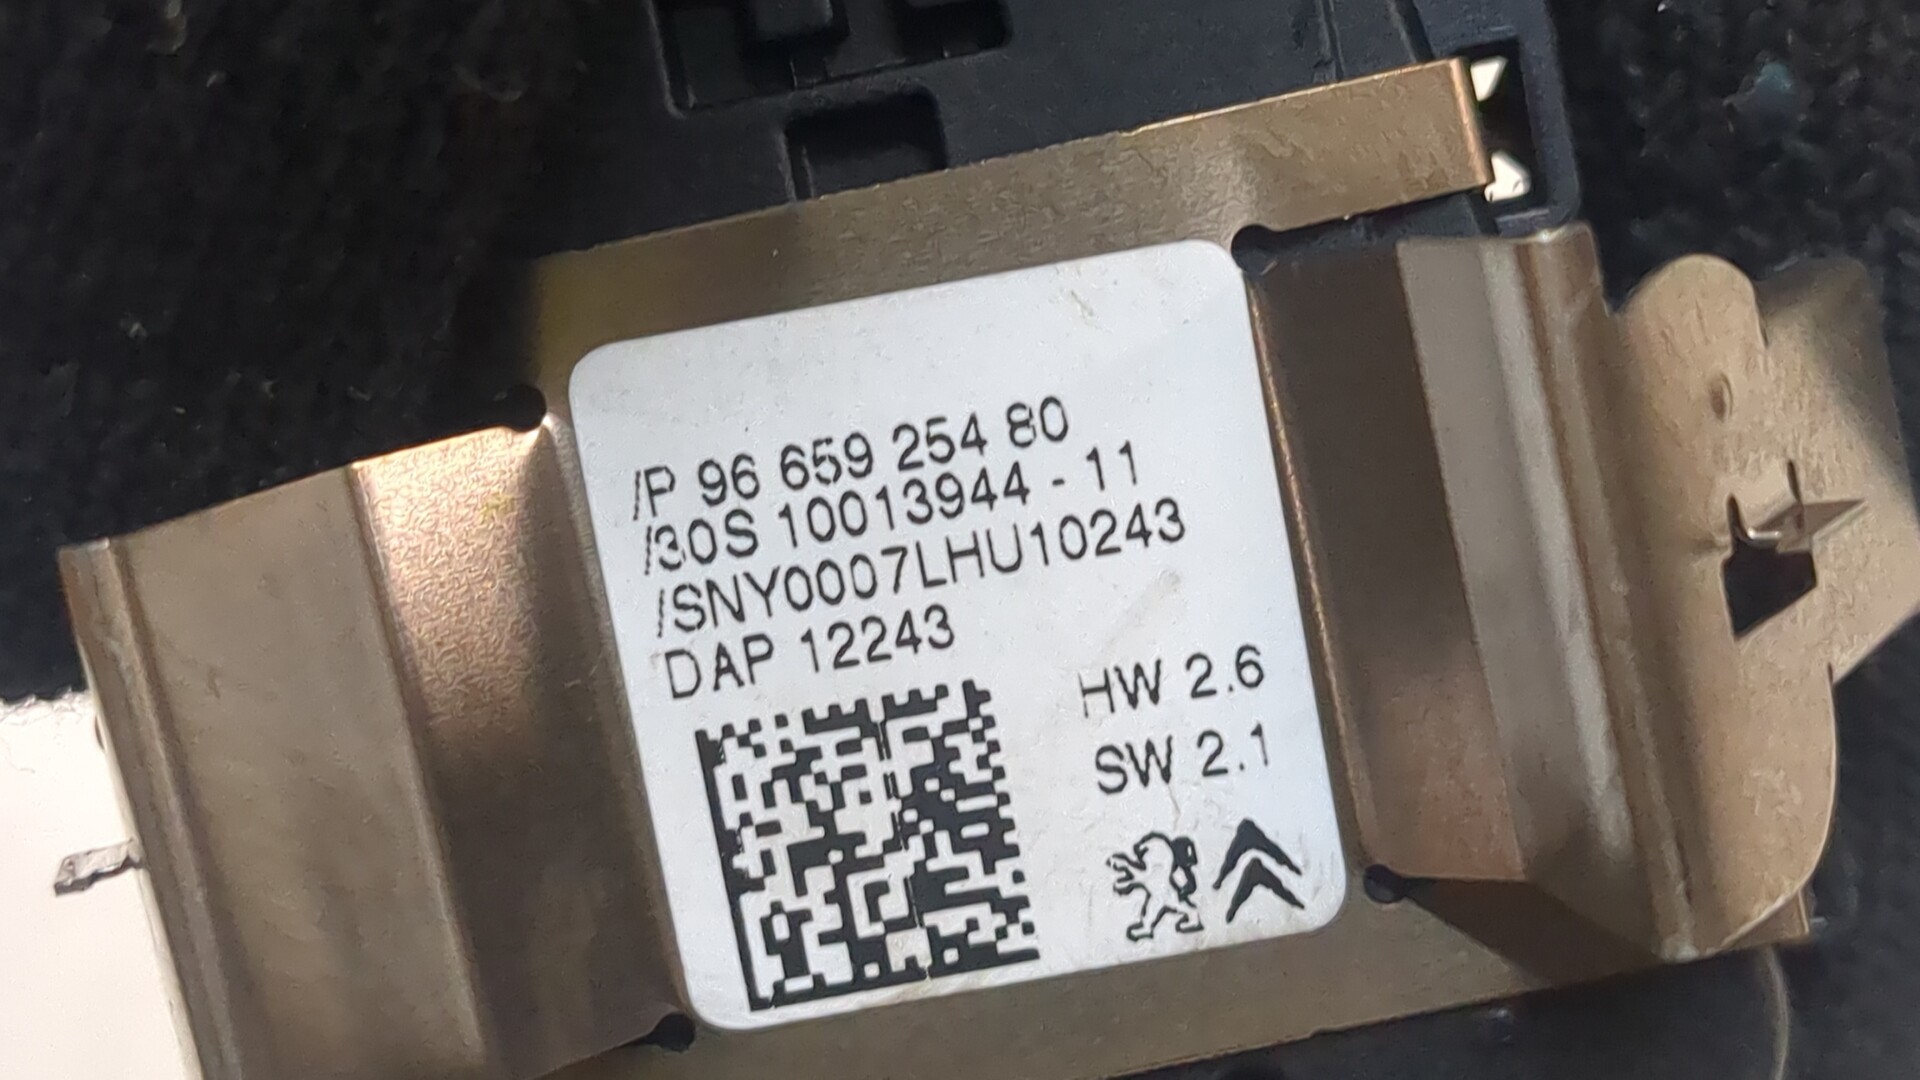 /P 96 659 254 80
/30S 10013944 - 11
/SNY0007LHU10243
DAP 12243
HW 2.6
SW 2.1